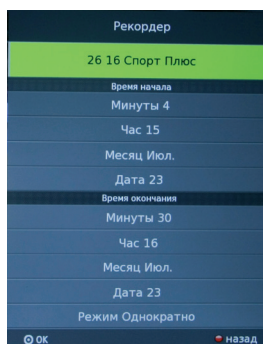 Рекордер
26 16 Спорт Плюс
Время начала
Минуты 4
Час 15
Месяц Июл.
Дата 23
Время окончания
Минуты 30
Час 16
Месяц Июл.
Дата 23
Режим Однократно
OK назад